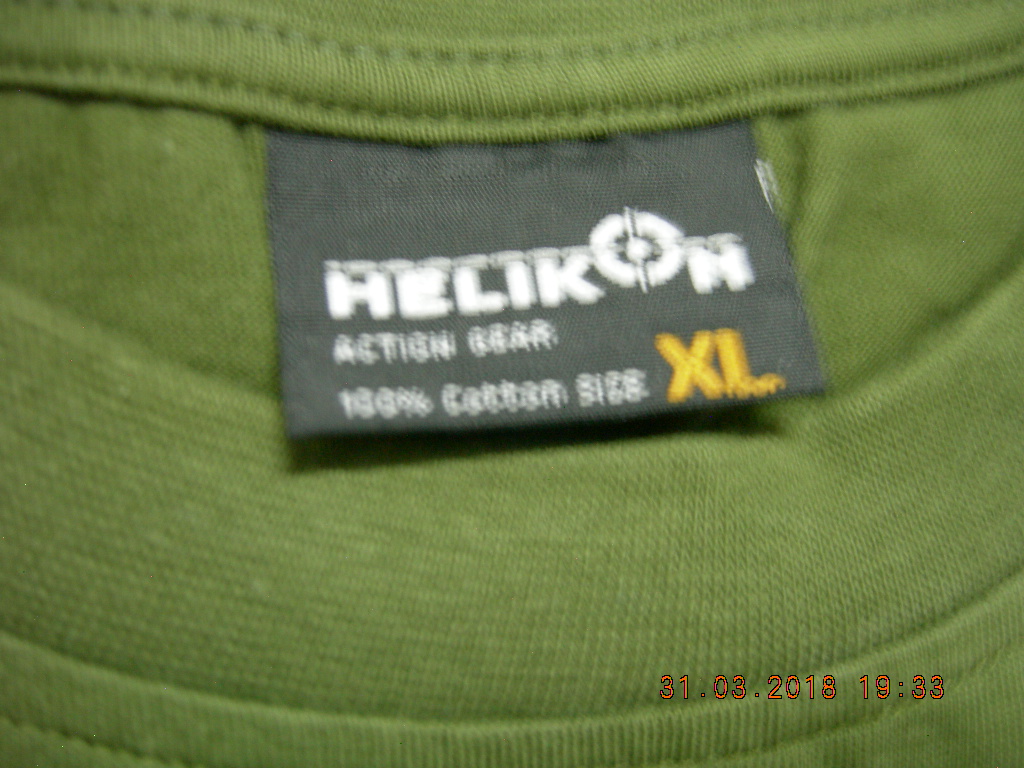 HELIKON
ACTION GEAR
100% Cotton SIZE XL
31.03.2018 19:33